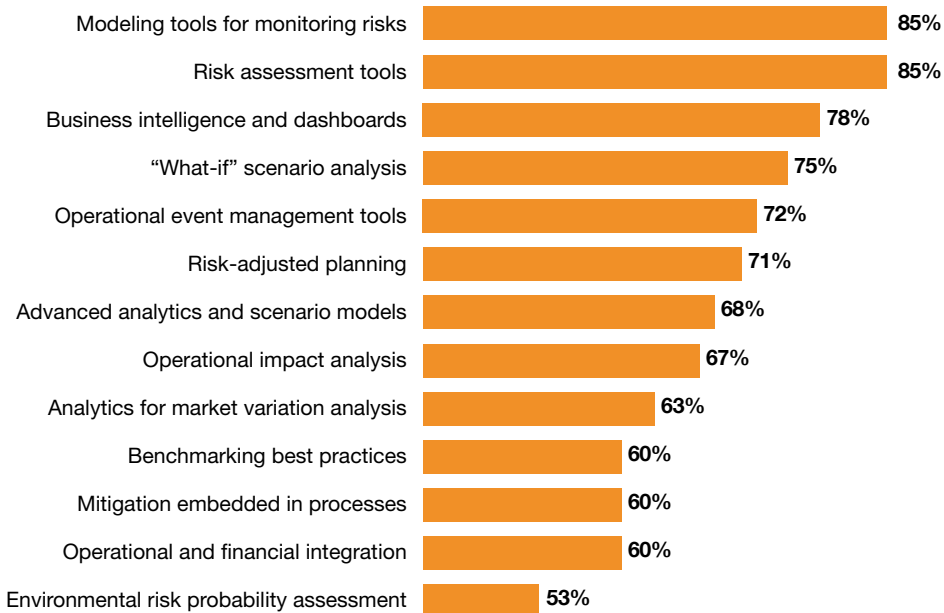 Modeling tools for monitoring risks 85%
Risk assessment tools 85%
Business intelligence and dashboards 78%
“What-if” scenario analysis 75%
Operational event management tools 72%
Risk-adjusted planning 71%
Advanced analytics and scenario models 68%
Operational impact analysis 67%
Analytics for market variation analysis 63%
Benchmarking best practices 60%
Mitigation embedded in processes 60%
Operational and financial integration 60%
Environmental risk probability assessment 53%